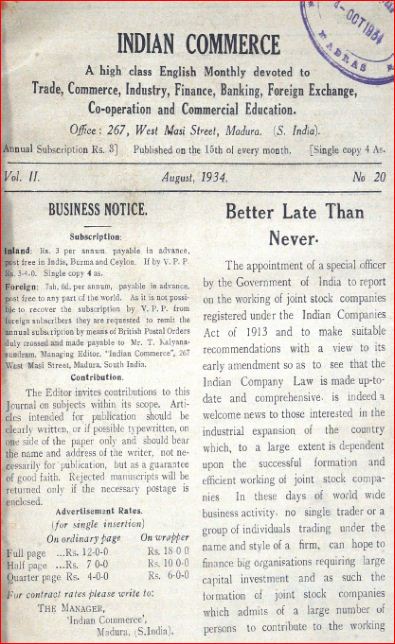 -OCT 1934
MADRAS
INDIAN COMMERCE
A high class English Monthly devoted to
Trade, Commerce, Industry, Finance, Banking, Foreign Exchange,
Co-operation and Commercial Education.
Office: 267, West Masi Street, Madura. (S. India).
Annual Subscription Rs. 3] Published on the 15th of every month. [Single copy 4 As.
Vol. II. August, 1934. No 20
BUSINESS NOTICE.
Subscription:
Inland: Rs. 3 per annum, payable in advance,
post free in India, Burma and Ceylon. If by V. P. P
Rs. 3-4-0. Single copy 4 as.
Foreign: 7sh. 6d. per annum, payable in advance,
post free to any part of the world. As it is not possi-
ble to recover the subscription by V. P. P. from
foreign subscribers they are requested to remit the
annual subscription by means of British Postal Orders
duly crossed and made payable to Mr. T. Kalyana-
sundram, Managing Editor, "Indian Commerce", 267
West Masi Street, Madura, South India.
Contribution.
The Editor invites contributions to this
Journal on subjects within its scope. Arti-
cles intended for publication should be
clearly written, or if possible typewritten, on
one side of the paper only and should bear
the name and address of the writer, not ne-
cessarily for publication, but as a guarantee
of good faith. Rejected manuscripts will be
returned only if the necessary postage is
enclosed.
Advertisement Rates.
(for single insertion)
On ordinary page On wrapper
Full page ...Rs. 12-0-0 Rs. 18 0 0
Half page ...Rs. 7 0-0 Rs. 10 0 0
Quarter page Rs. 4-0-0 Rs. 6-0-0
For contract rates please write to:
THE MANAGER,
'Indian Commerce',
Madura. (S.India).
Better Late Than
Never.
The appointment of a special officer
by the Government of India to report
on the working of joint stock companies
registered under the Indian Companies
Act of 1913 and to make suitable
recommendations with a view to its
early amendment so as to see that the
Indian Company Law is made up-to-
date and comprehensive is indeed a
welcome news to those interested in the
industrial expansion of the country
which, to a large extent is dependent
upon the successful formation and
efficient working of joint stock compa-
nies In these days of world wide
business activity, no single trader or a
group of individuals trading under the
name and style of a firm, can hope to
finance big organisations requiring large
capital investment and as such the
formation of joint stock companies
which admits of a large number of
persons to contribute to the working